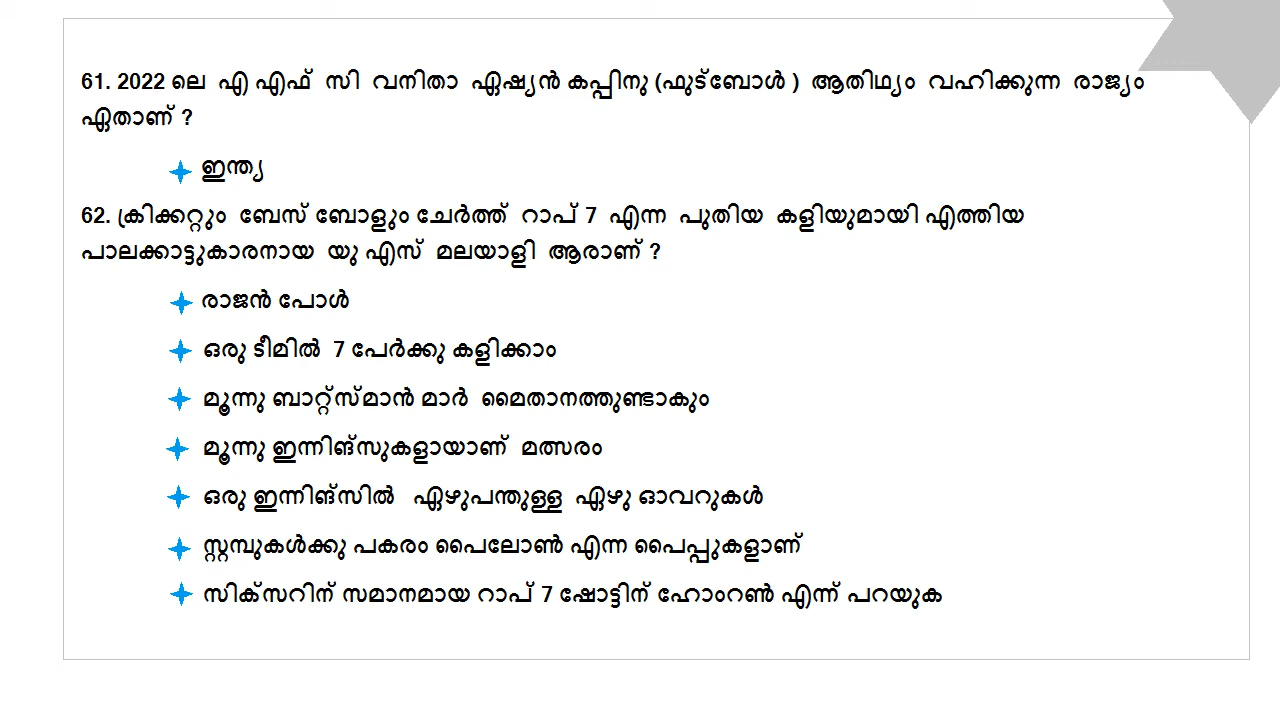 61. 2022 ലെ എ എഫ് സി വനിതാ ഏഷ്യൻ കപ്പിനു (ഫുട്ബോൾ ) ആതിഥ്യം വഹിക്കുന്ന രാജ്യം
ഏതാണ് ?
ഇന്ത്യ
62. ക്രിക്കറ്റും ബേസ് ബോളും ചേർത്ത് റാപ് 7 എന്ന പുതിയ കളിയുമായി എത്തിയ
പാലക്കാട്ടുകാരനായ യു എസ് മലയാളി ആരാണ് ?
രാജൻ പോൾ
ഒരു ടീമിൽ 7 പേർക്കു കളിക്കാം
മൂന്നു ബാറ്റ്സ്മാൻ മാർ മൈതാനത്തുണ്ടാകും
മൂന്നു ഇന്നിങ്സുകളായാണ് മത്സരം
ഒരു ഇന്നിങ്സിൽ ഏഴുപന്തുള്ള ഏഴു ഓവറുകൾ
സ്റ്റമ്പുകൾക്കു പകരം പൈലോൺ എന്ന പൈപ്പുകളാണ്
സിക്സറിന് സമാനമായ റാപ് 7 ഷോട്ടിന് ഹോംറൺ എന്ന് പറയുക